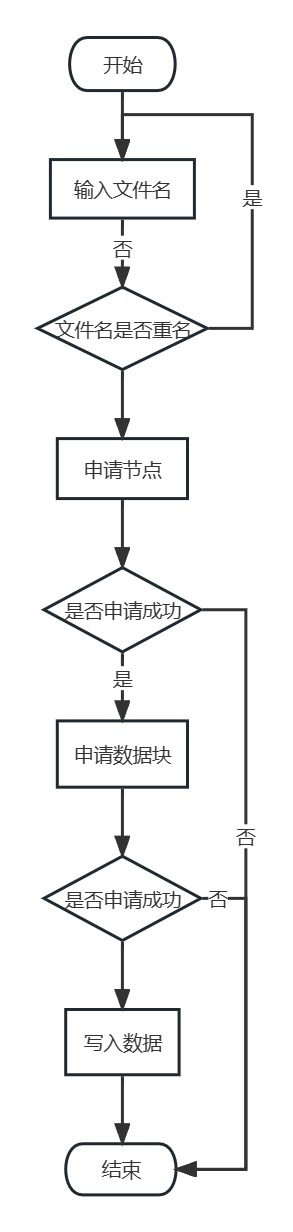 开始
输入文件名
是
否
文件名是否重名
申请节点
是否申请成功
是
申请数据块
否
是否申请成功
否
写入数据
结束